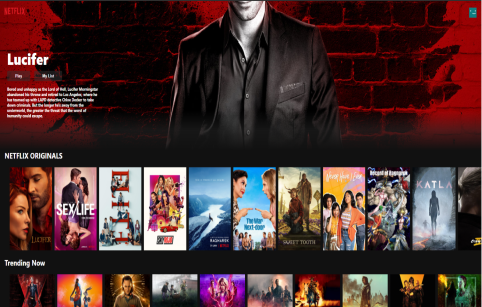 NETFLIX
Lucifer
Play
My List
Bored and unhappy as the Lord of Hell, Lucifer Morningstar
abandoned his throne and retired to Los Angeles, where he
has teamed up with LAPD detective Chloe Decker to take
down criminals. But the longer he's away from the
underworld, the greater the threat that the worst of
humanity could escape.
NETFLIX ORIGINALS
LUCIFER
SEX/LIFE
RAGNAROK
The War
Next-door
SWEET TOOTH
Never Have I Ever
Record of Ragnarok
KATLA
Trending Now